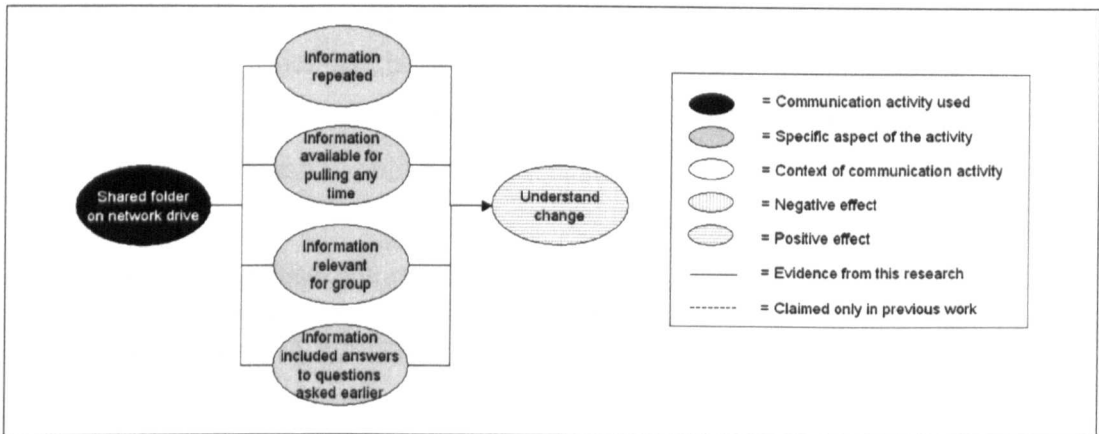 Information
repeated
Information
available for
pulling any
time
Shared folder
on network drive
Information
relevant
for group
Information
included answers
to questions
asked earlier
Understand
change
= Communication activity used
= Specific aspect of the activity
= Context of communication activity
= Negative effect
= Positive effect
= Evidence from this research
= Claimed only in previous work